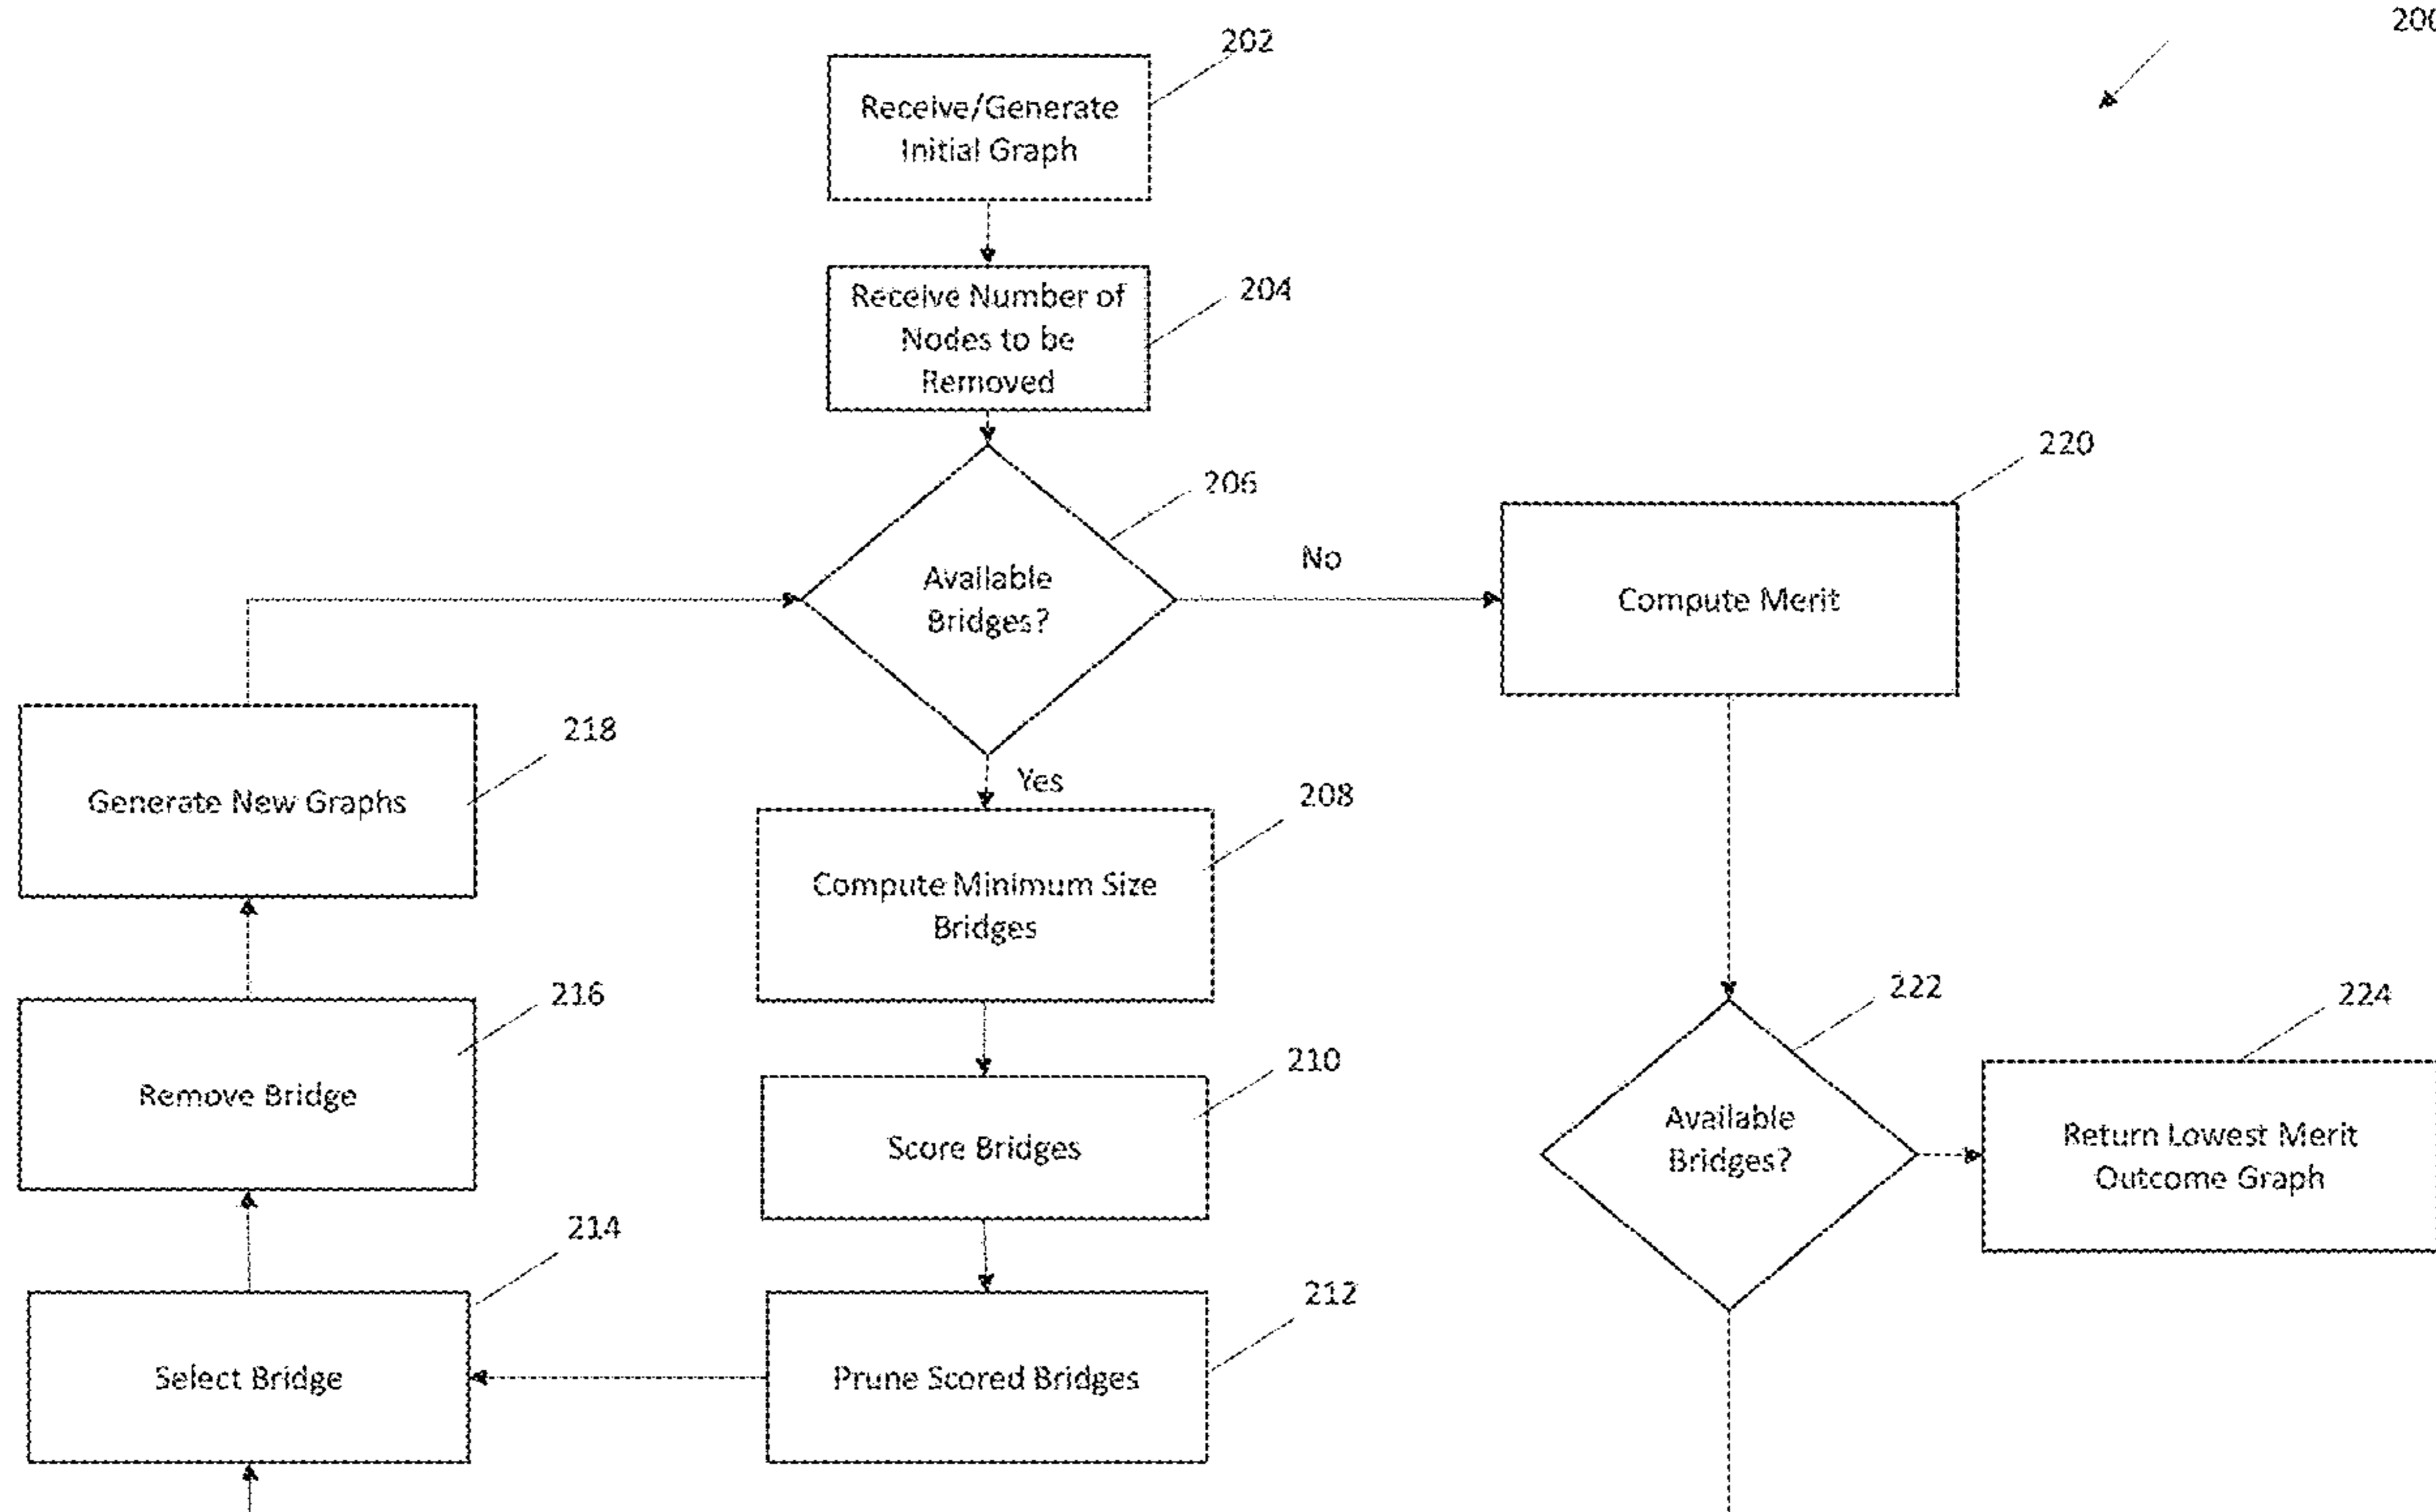 200
202
Receive/Generate
Initial Graph
Receive Number of
Nodes to be
Removed
204
206
Available
Bridges?
No
220
Compute Merit
Yes
218
Generate New Graphs
208
Compute Minimum Size
Bridges
216
Remove Bridge
210
Score Bridges
222
Available
Bridges?
224
Return Lowest Merit
Outcome Graph
214
Select Bridge
212
Prune Scored Bridges